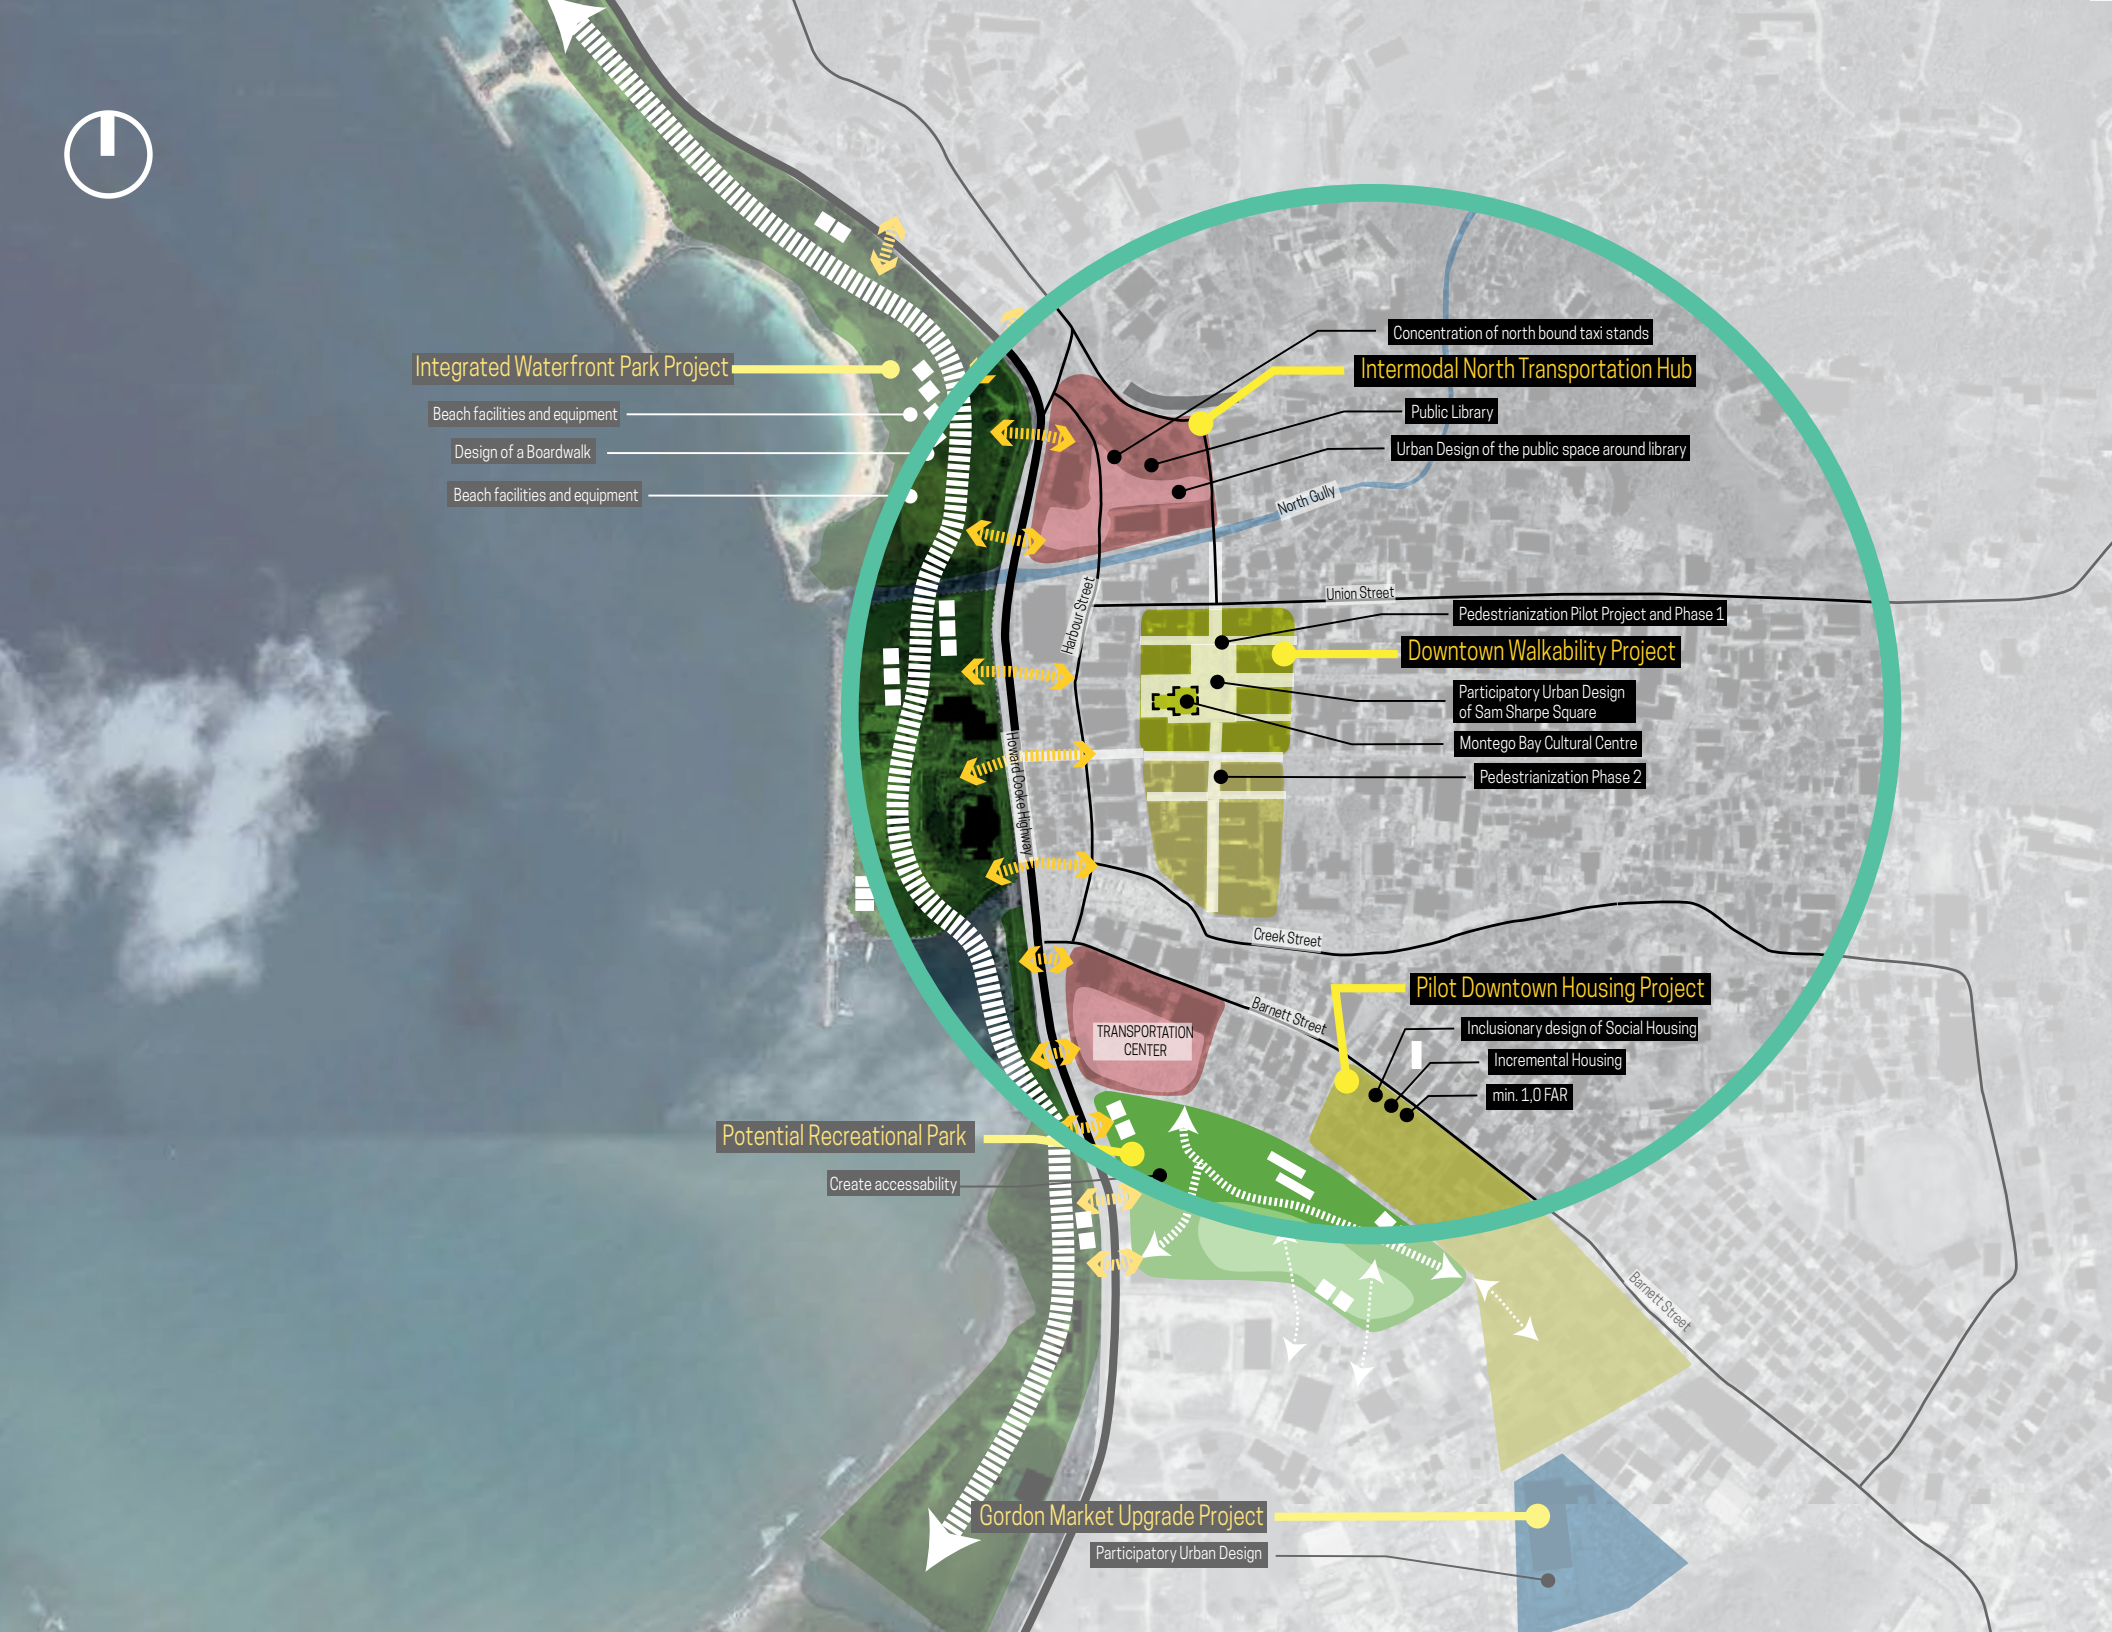 Concentration of north bound taxi stands
Intermodal North Transportation Hub
Public Library
Urban Design of the public space around library
Integrated Waterfront Park Project
Beach facilities and equipment
Design of a Boardwalk
Beach facilities and equipment
North Gully
Harbour Street
Union Street
Pedestrianization Pilot Project and Phase 1
Downtown Walkability Project
Participatory Urban Design
of Sam Sharpe Square
Montego Bay Cultural Centre
Pedestrianization Phase 2
Howard Cooke Highway
Creek Street
Barnett Street
Pilot Downtown Housing Project
Inclusionary design of Social Housing
Incremental Housing
min. 1,0 FAR
TRANSPORTATION
CENTER
Potential Recreational Park
Create accessability
Barnett Street
Gordon Market Upgrade Project
Participatory Urban Design